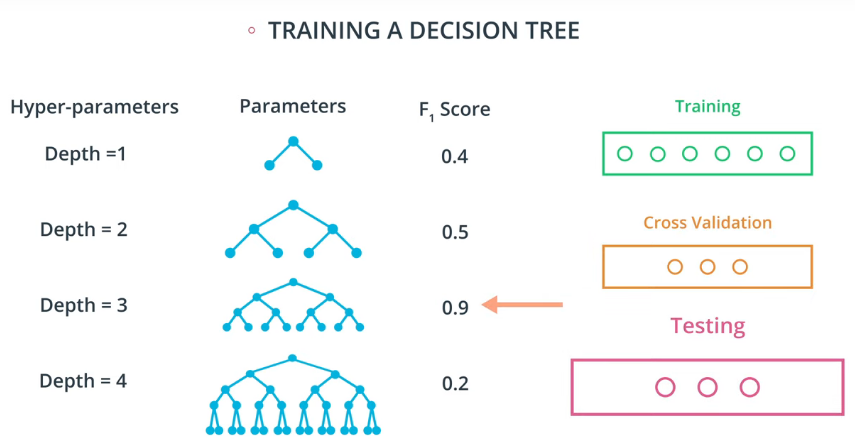 TRAINING A DECISION TREE
Hyper-parameters
Parameters
F1 Score
Training
Depth =1
0.4
Depth = 2
0.5
Cross Validation
Depth = 3
0.9
Testing
Depth = 4
0.2